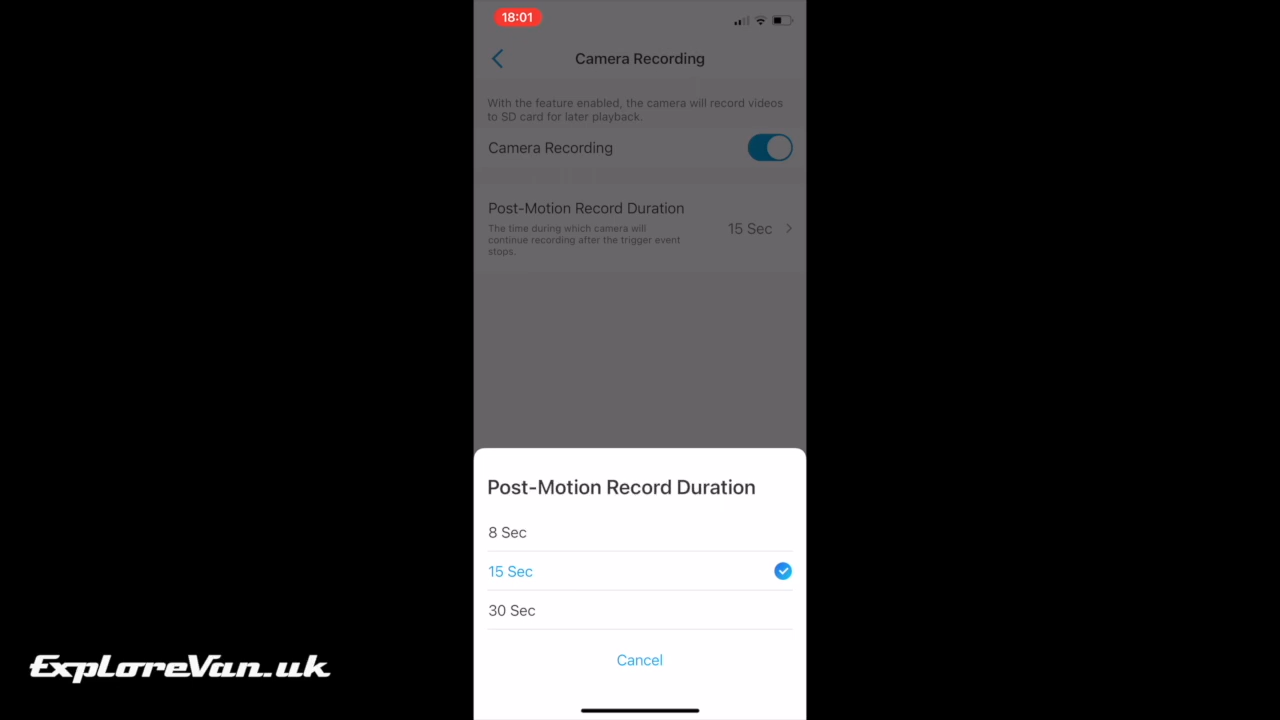 18:01
Camera Recording
With the feature enabled, the camera will record videos
to SD card for later playback.
Camera Recording
Post-Motion Record Duration
The time during which camera will
continue recording after the trigger event
stops.
15 Sec
Post-Motion Record Duration
8 Sec
15 Sec
30 Sec
Cancel
ExploreVan.uk